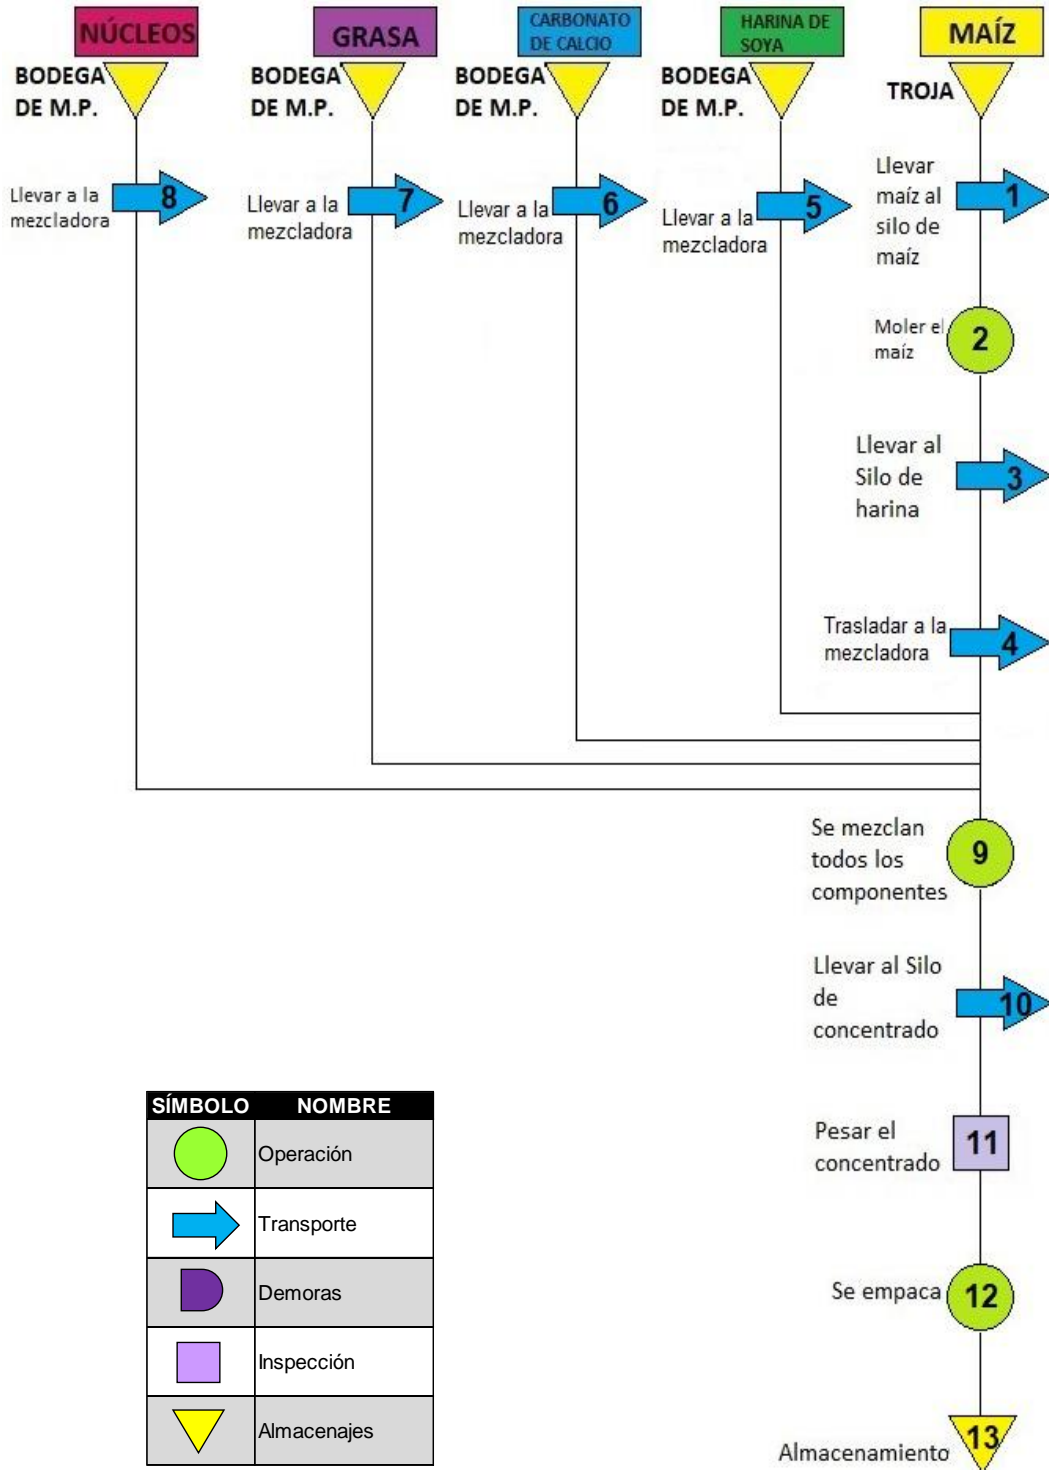 NÚCLEOS
GRASA
CARBONATO
DE CALCIO
HARINA DE
SOYA
MAÍZ
BODEGA
DE M.P.
BODEGA
DE M.P.
BODEGA
DE M.P.
BODEGA
DE M.P.
TROJA
Llevar a la
mezcladora
8
Llevar a la
mezcladora
7
Llevar a la
mezcladora
6
Llevar a la
mezcladora
5
Llevar
maíz al
silo de
maíz
1
Moler el
maíz
2
Llevar al
Silo de
harina
3
Trasladar a la
mezcladora
4
Se mezclan
todos los
componentes
9
Llevar al Silo
de
concentrado
10
Pesar el
concentrado
11
Se empaca
12
Almacenamiento
13
SÍMBOLO NOMBRE
Operación
Transporte
Demoras
Inspección
Almacenajes